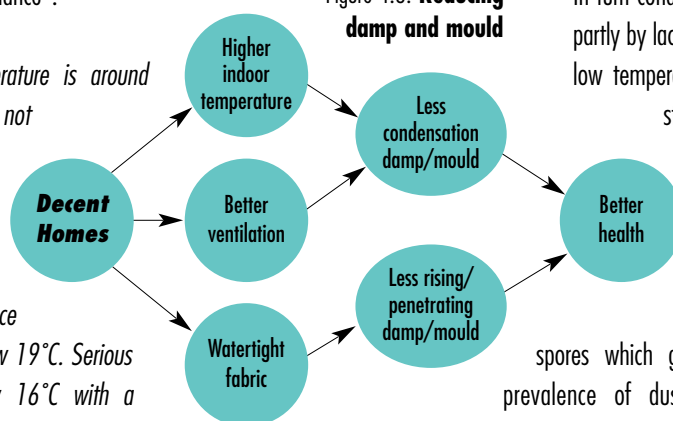 damp and mould
partly by lac
rature is around
low tempera
not
st
Higher
indoor
temperature
Less
condensation
damp/mould
Decent
Homes
Better
ventilation
Better
health
Less rising/
penetrating
damp/mould
Watertight
fabric
ce
w 19°C. Serious
16°C with a
spores which g
prevalence of dus